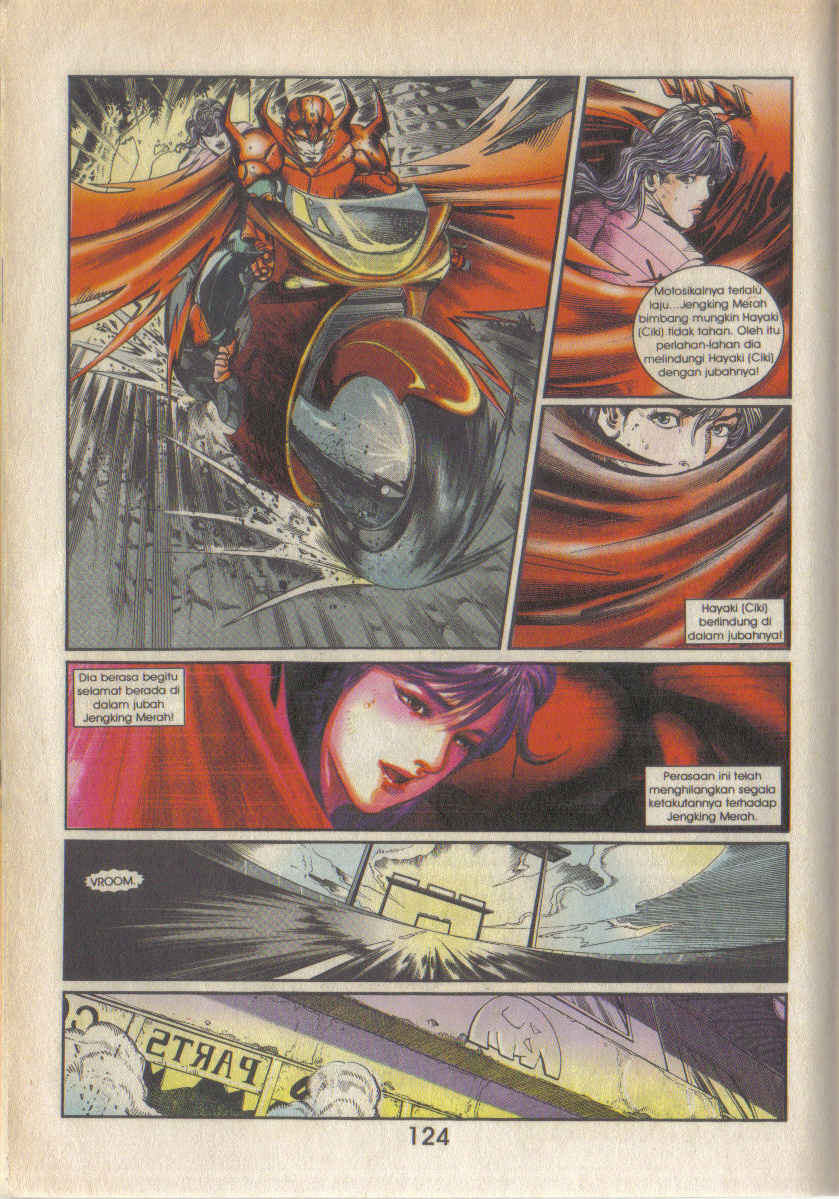 Motosikalnya terlalu
laju...Jengking Merah
bimbang mungkin Hayaki
(Ciki) tidak tahan. Oleh itu
perlahan-lahan dia
melindungi Hayaki (Ciki)
dengan jubahnya!
Hayaki (Ciki)
berlindung di
dalam jubahnya!
Dia berasa begitu
selamat berada di
dalam jubah
Jengking Merah!
Perasaan ini telah
menghilangkan segala
ketakutannya terhadap
Jengking Merah.
VROOM.
PARTS
124